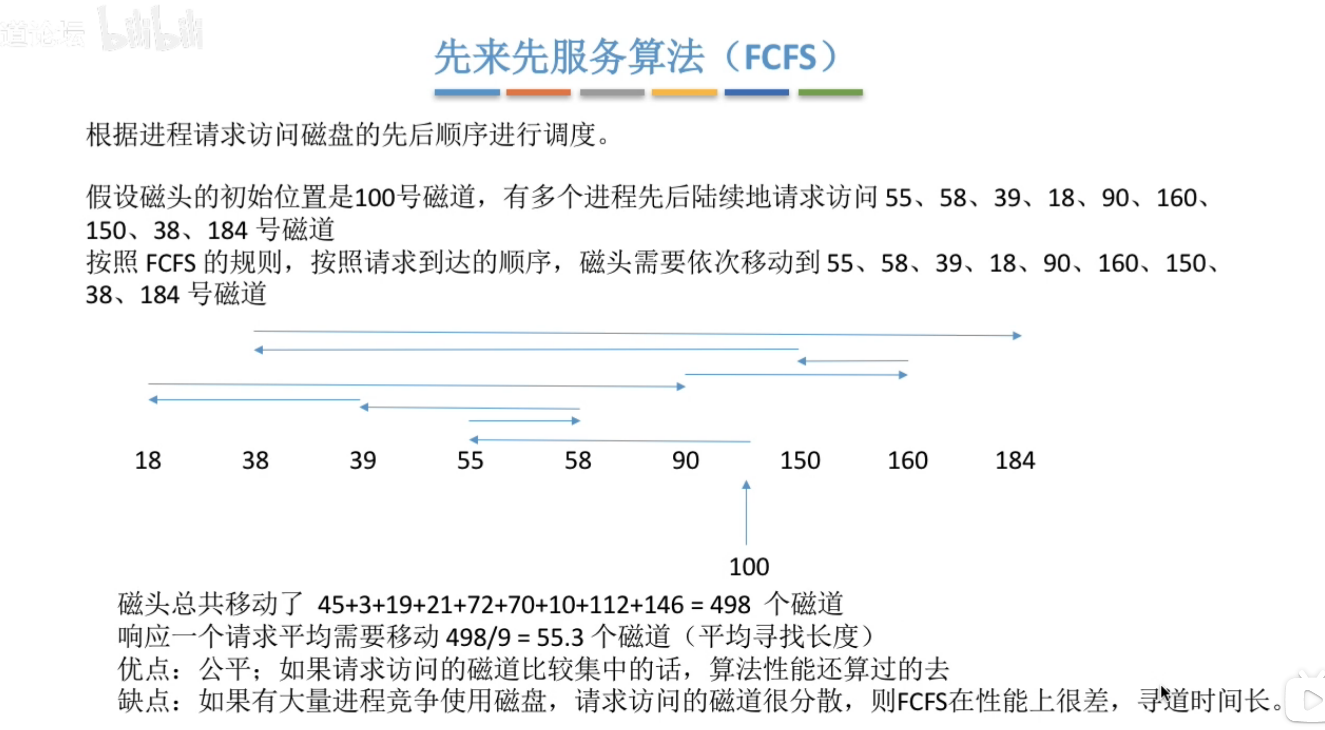 道论坛 bilibili
先来先服务算法（FCFS）
根据进程请求访问磁盘的先后顺序进行调度。
假设磁头的初始位置是100号磁道，有多个进程先后陆续地请求访问 55、58、39、18、90、160、
150、38、184 号磁道
按照 FCFS 的规则，按照请求到达的顺序，磁头需要依次移动到 55、58、39、18、90、160、150、
38、184 号磁道
18 38 39 55 58 90 150 160 184
100
磁头总共移动了 45+3+19+21+72+70+10+112+146 = 498 个磁道
响应一个请求平均需要移动 498/9 = 55.3 个磁道（平均寻找长度）
优点：公平；如果请求访问的磁道比较集中的话，算法性能还算过的去
缺点：如果有大量进程竞争使用磁盘，请求访问的磁道很分散，则FCFS在性能上很差，寻道时间长。